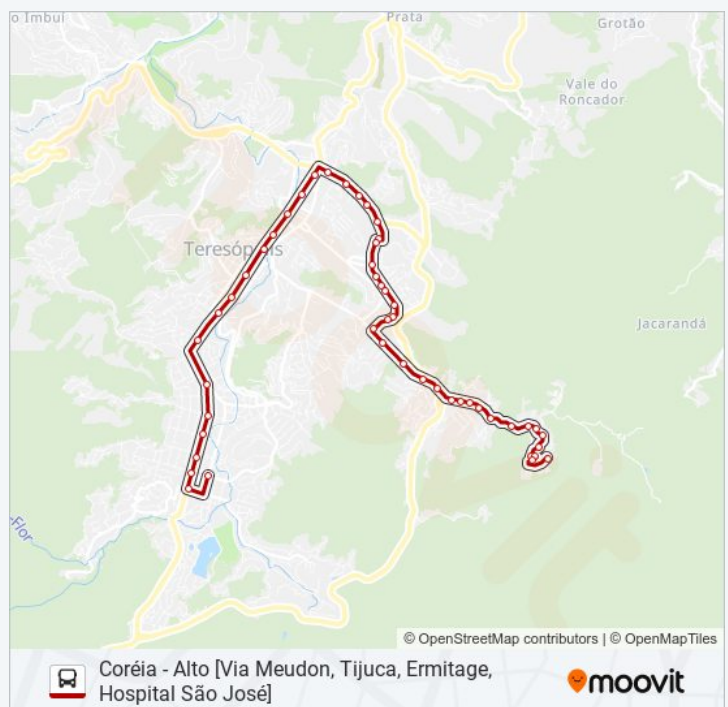 o Imbuí
Prata
Grotão
Vale do
Roncador
Teresópolis
Jacarandá
-Flor
© OpenStreetMap contributors | © OpenMapTiles
Coréia - Alto [Via Meudon, Tijuca, Ermitage,
Hospital São José]
moovit